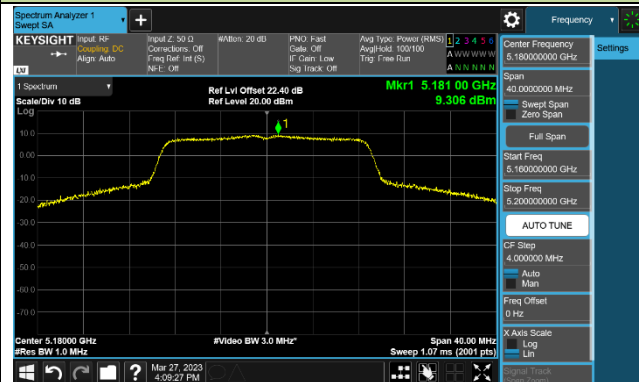 Spectrum Analyzer 1
Swept SA
+
Frequency
KEYSIGHT
Input: RF
Coupling: DC
Align: Auto
Input Z: 50 Ω
Corrections: Off
Freq Ref: Int (S)
NFE: Off
#Atten: 20 dB
PNO: Fast
Gate: Off
IF Gain: Low
Sig Track: Off
Avg Type: Power (RMS)
Avg|Hold: 100/100
Trig: Free Run
1 2 3 4 5 6
A W W W W W
A N N N N N
LXI
1 Spectrum
Scale/Div 10 dB
Log
Ref Lvl Offset 22.40 dB
Ref Level 20.00 dBm
Mkr1 5.181 00 GHz
9.306 dBm
1
10.0
0.00
-10.0
-20.0
-30.0
-40.0
-50.0
-60.0
-70.0
Center 5.18000 GHz
#Res BW 1.0 MHz
#Video BW 3.0 MHz*
Span 40.00 MHz
Sweep 1.07 ms (2001 pts)
Mar 27, 2023
4:09:27 PM
?
Center Frequency
5.180000000 GHz
Settings
Span
40.0000000 MHz
Swept Span
Zero Span
Full Span
Start Freq
5.160000000 GHz
Stop Freq
5.200000000 GHz
AUTO TUNE
CF Step
4.000000 MHz
Auto
Man
Freq Offset
0 Hz
X Axis Scale
Log
Lin
Signal Track